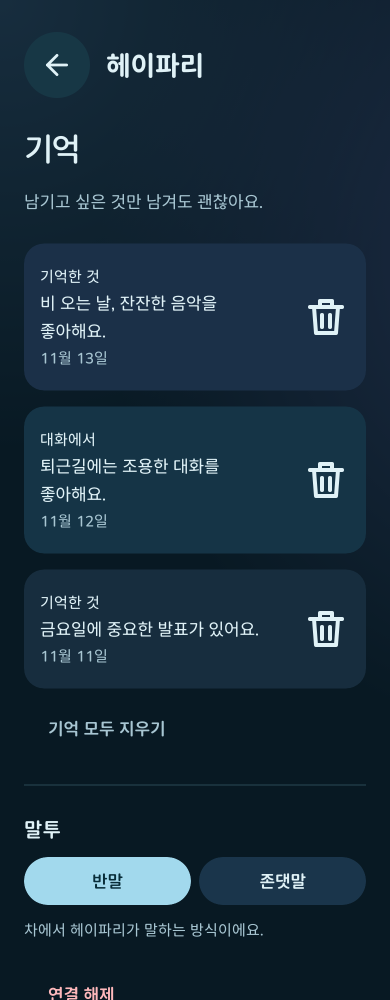 헤이파리
기억
남기고 싶은 것만 남겨도 괜찮아요.
기억한 것
비 오는 날, 잔잔한 음악을
좋아해요.
11월 13일
대화에서
퇴근길에는 조용한 대화를
좋아해요.
11월 12일
기억한 것
금요일에 중요한 발표가 있어요.
11월 11일
기억 모두 지우기
말투
반말
존댓말
차에서 헤이파리가 말하는 방식이에요.
연결 해제